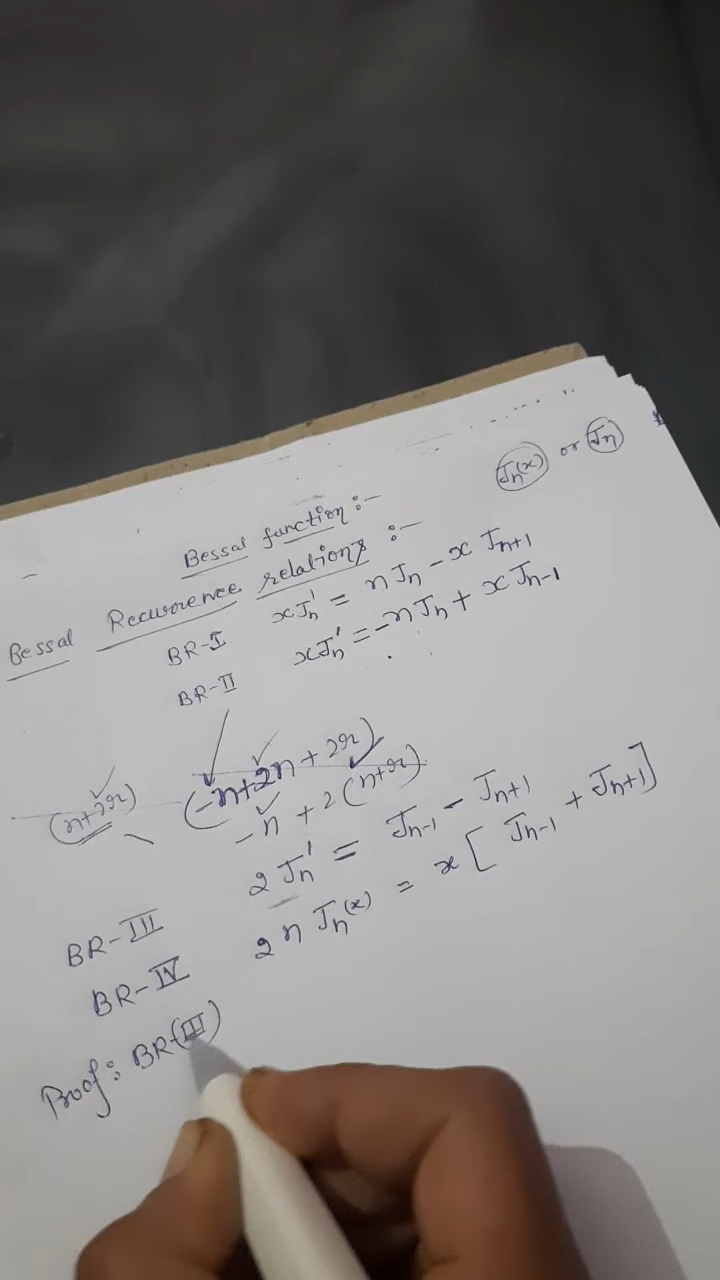 Jn(x) or Jn
Bessal function:-
Bessal Recurrence relations:-
BR-I xJn' = nJn - xJn+1
BR-II xJn' = -nJn + xJn-1
(n+2r) (-n+2n+2r)
-n+2(n+r)
BR-III 2Jn' = Jn-1 - Jn+1
BR-IV 2nJn(x) = x[Jn-1 + Jn+1]
Proof: BR(III)